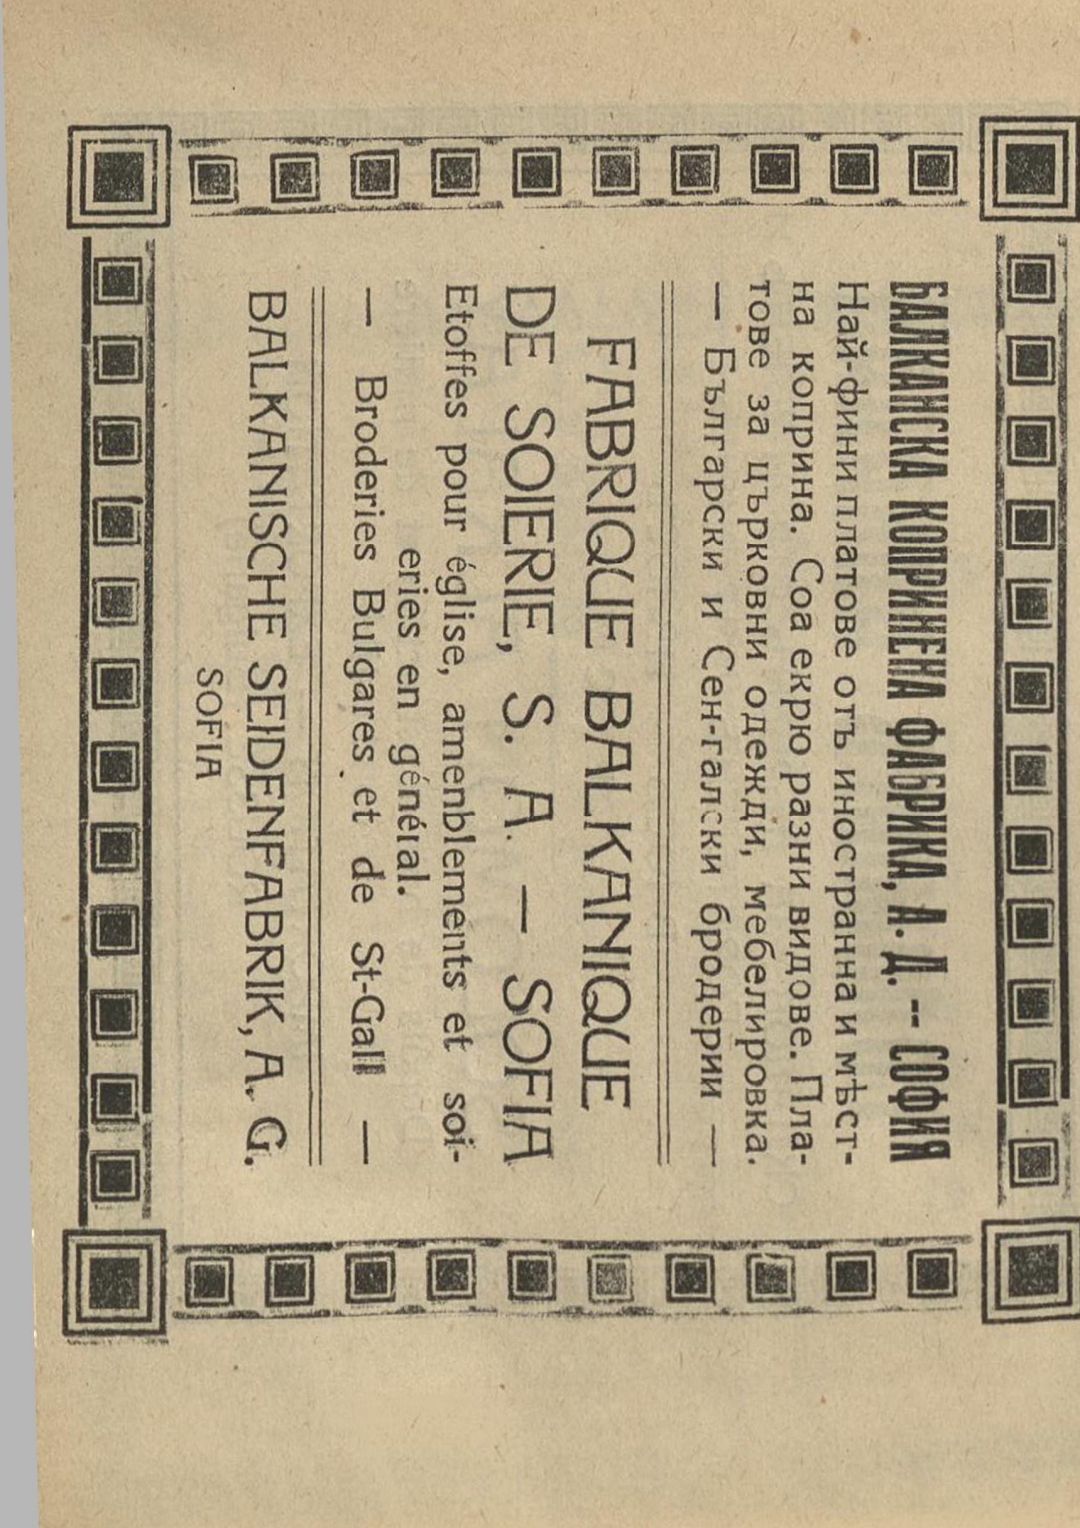 БАЛКАНСКА КОПРИНЕНА ФАБРИКА, А. Д. -- СОФИЯ
Най-фини платове отъ иностранна и мѣст-
на коприна. Соа екрю разни видове. Пла-
тове за църковни одежди, мебелировка.
— Български и Сен-галски бродерии —
FABRIQUE BALKANIQUE
DE SOIERIE, S. A. — SOFIA
Etoffes pour église, amenblements et soi-
eries en général.
— Broderies Bulgares et de St-Gall —
BALKANISCHE SEIDENFABRIK, A. G.
SOFIA